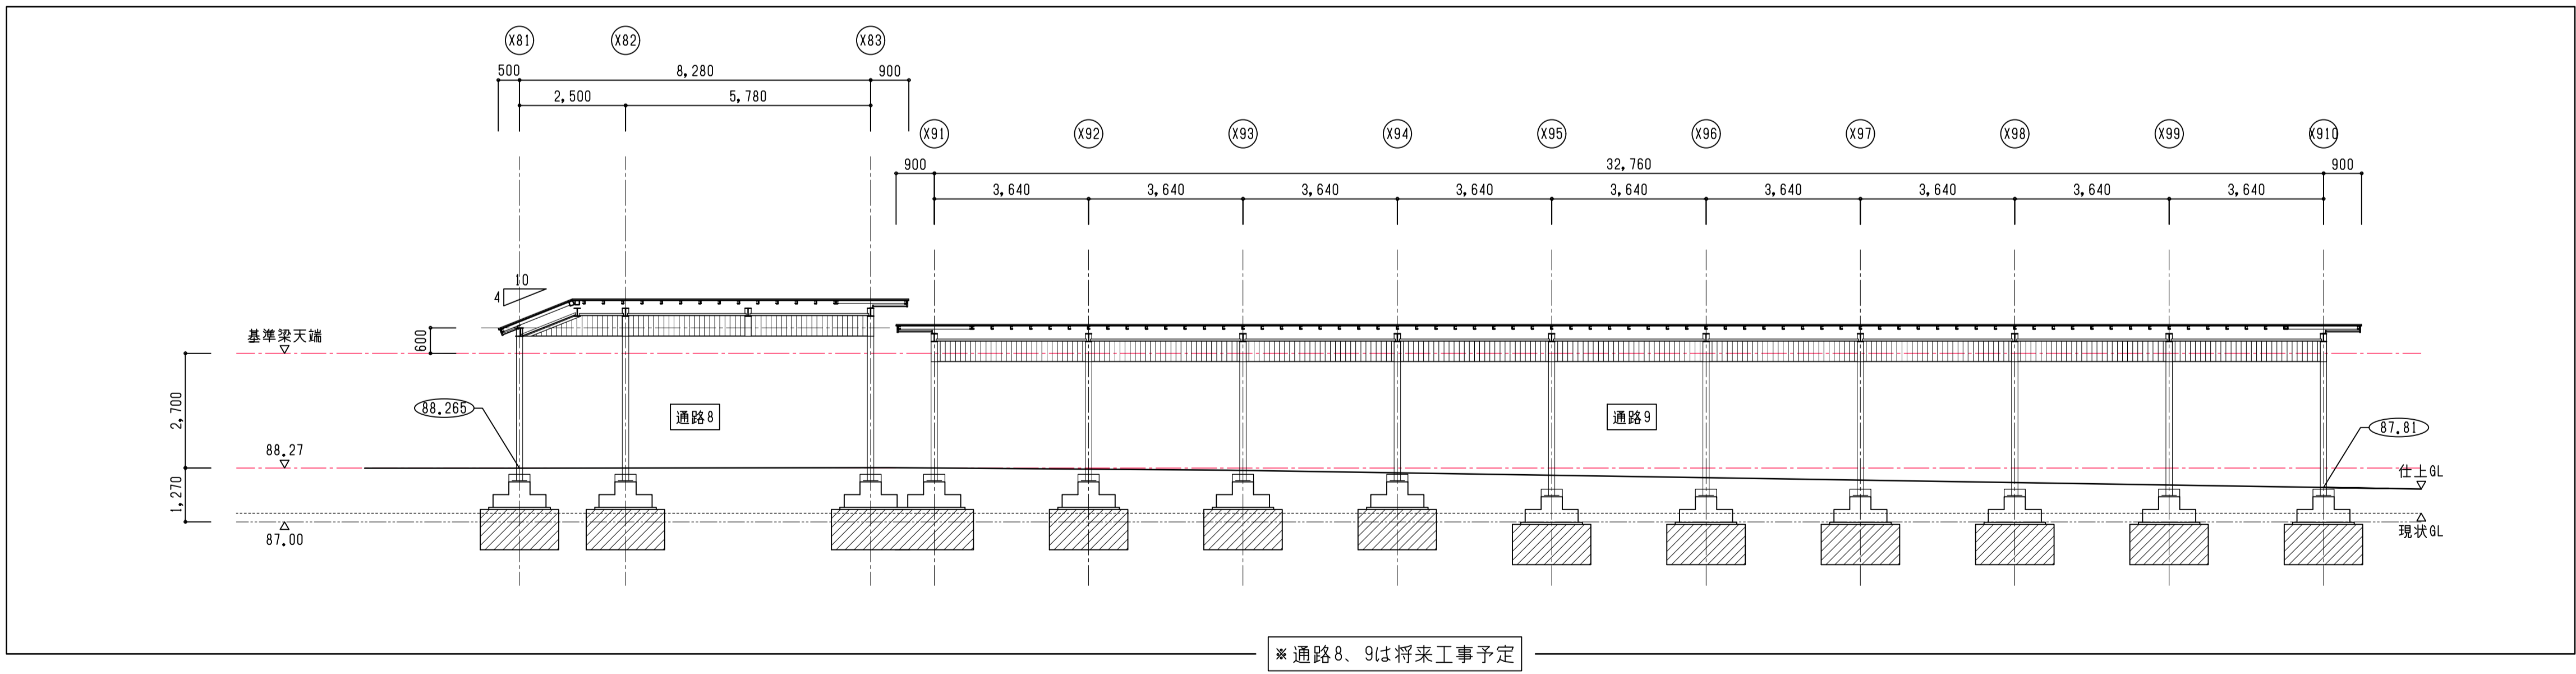 X81 X82 X83
500 8,280 900
2,500 5,780
X91 X92 X93 X94 X95 X96 X97 X98 X99 X910
900 32,760 900
3,640 3,640 3,640 3,640 3,640 3,640 3,640 3,640 3,640
10
4
基準梁天端
600
2,700
88.265
通路8
通路9
87.81
88.27
仕上GL
1,270
87.00
現状GL
※通路8、9は将来工事予定